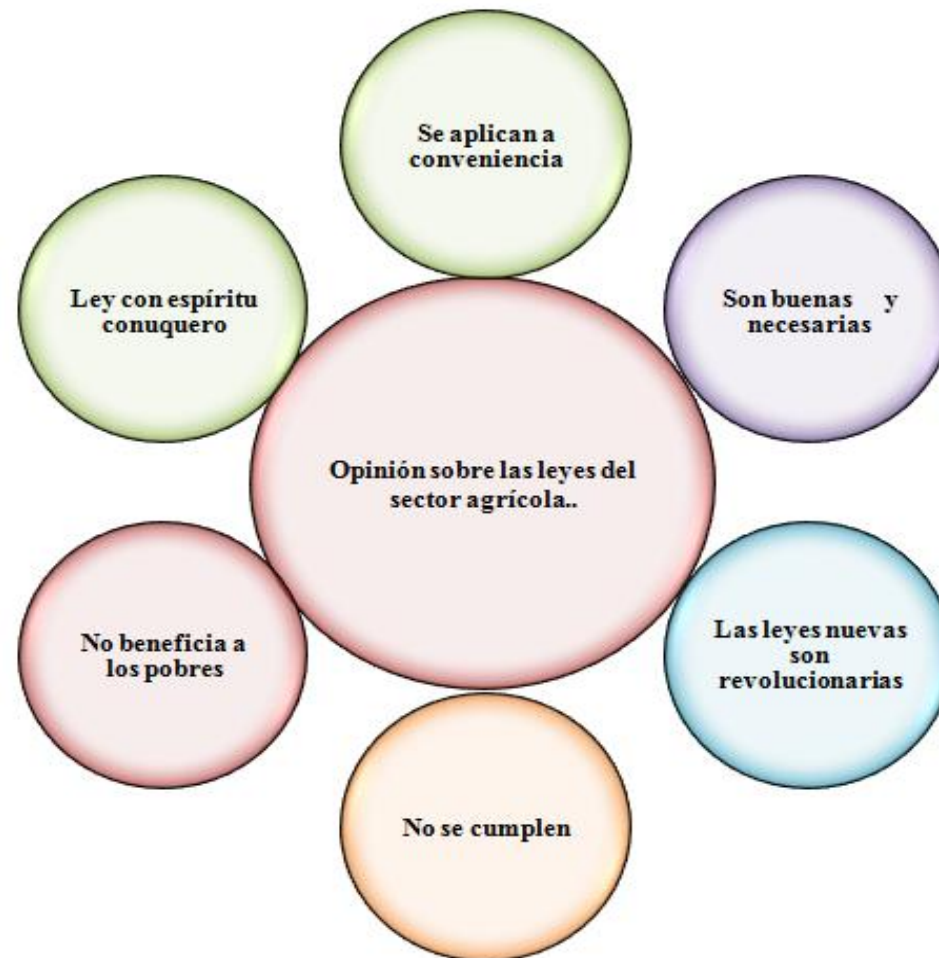 Se aplican a
conveniencia
Ley con espíritu
conuquero
Son buenas y
necesarias
Opinión sobre las leyes del
sector agrícola..
No beneficia a
los pobres
Las leyes nuevas
son
revolucionarias
No se cumplen